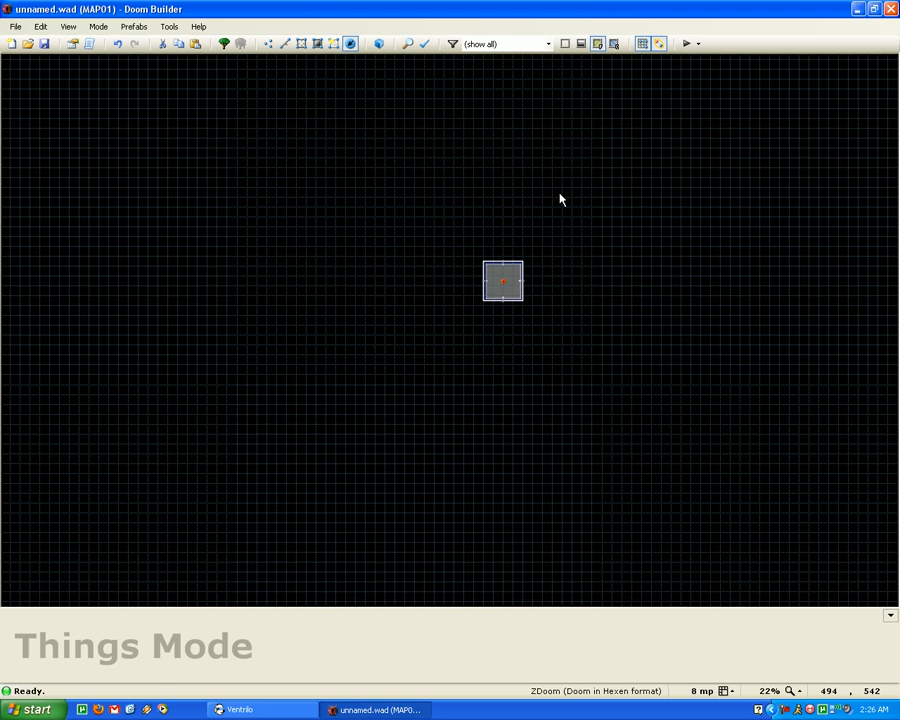 unnamed.wad (MAP01) - Doom Builder
File Edit View Mode Prefabs Tools Help
(show all)
Things Mode
Ready. ZDoom (Doom in Hexen format) 8 mp 22% 494 , 542
start Ventrilo unnamed.wad (MAP0... 2:26 AM